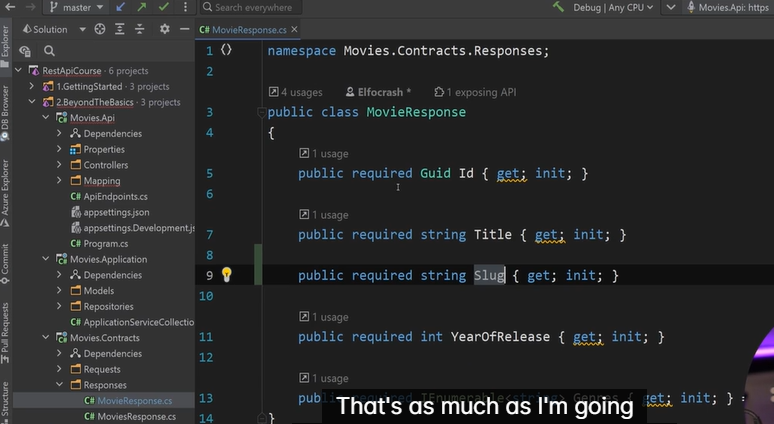 master
Search everywhere
Debug | Any CPU
Movies.Api: https
Solution
MovieResponse.cs
Explorer
DB Browser
Azure Explorer
Commit
Pull Requests
Structure
RestApiCourse · 6 projects
1.GettingStarted · 3 projects
2.BeyondTheBasics · 3 projects
Movies.Api
Dependencies
Properties
Controllers
Mapping
ApiEndpoints.cs
appsettings.json
appsettings.Development.js
Program.cs
Movies.Application
Dependencies
Models
Repositories
ApplicationServiceCollectio
Movies.Contracts
Dependencies
Requests
Responses
MovieResponse.cs
MoviesResponse.cs
1 {} namespace Movies.Contracts.Responses;
2
4 usages Elfocrash * 1 exposing API
3 public class MovieResponse
4 {
1 usage
5 public required Guid Id { get; init; }
6
1 usage
7 public required string Title { get; init; }
8
9 public required string Slug { get; init; }
10
1 usage
11 public required int YearOfRelease { get; init; }
12
1 usage
13 public required IEnumerable<string> Genres { get; init; } =
14 }
That's as much as I'm going